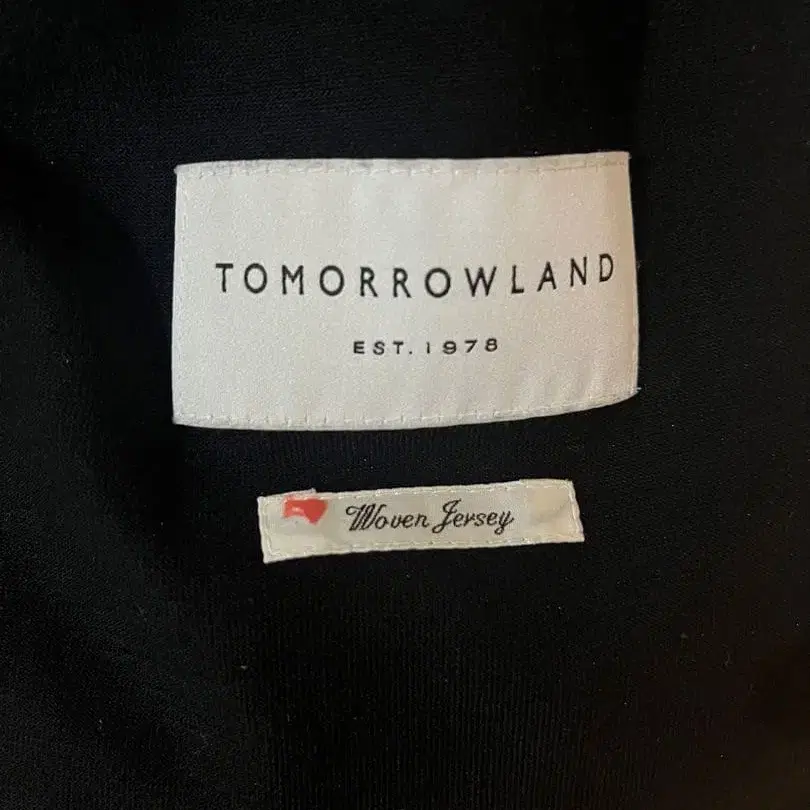 TOMORROWLAND
EST. 1978
Woven Jersey